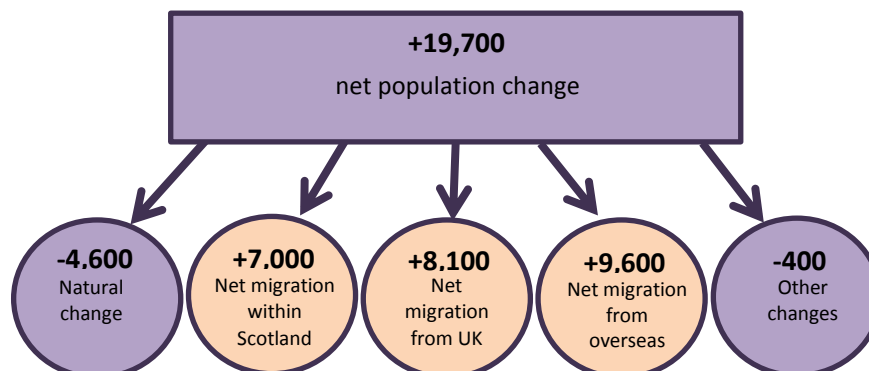 +19,700
net population change
-4,600
Natural
change
+7,000
Net migration
within
Scotland
+8,100
Net
migration
from UK
+9,600
Net migration
from
overseas
-400
Other
changes